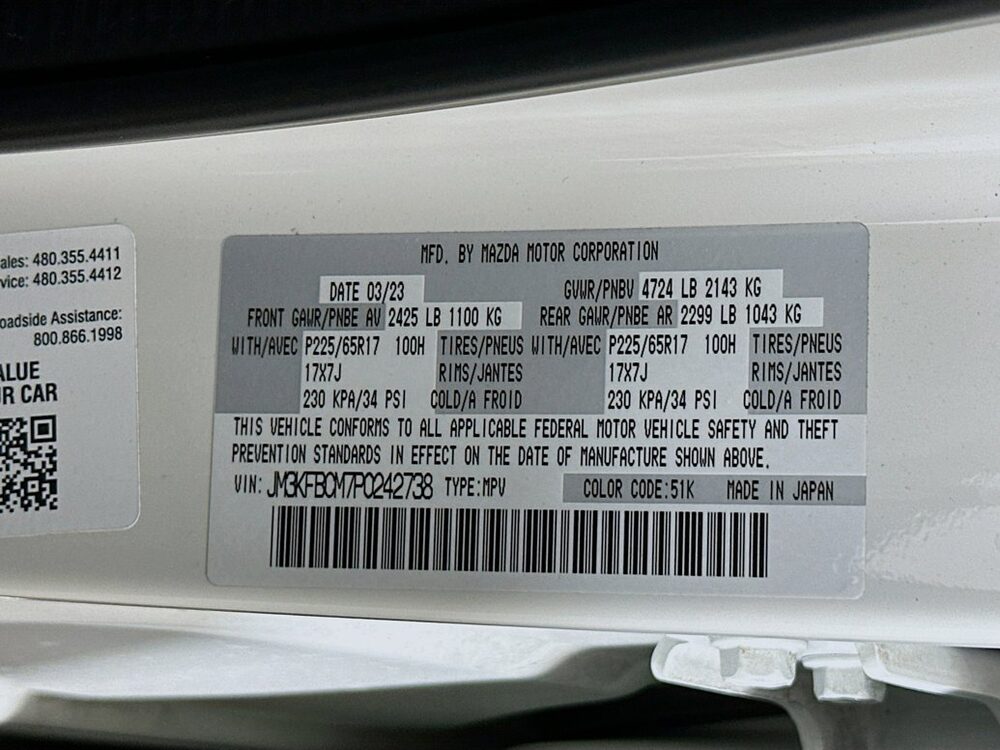 ales: 480.355.4411
vice: 480.355.4412
oadside Assistance:
800.866.1998
ALUE
R CAR
MFD. BY MAZDA MOTOR CORPORATION
DATE 03/23 GVWR/PNBV 4724 LB 2143 KG
FRONT GAWR/PNBE AV 2425 LB 1100 KG REAR GAWR/PNBE AR 2299 LB 1043 KG
WITH/AVEC P225/65R17 100H TIRES/PNEUS WITH/AVEC P225/65R17 100H TIRES/PNEUS
17X7J RIMS/JANTES 17X7J RIMS/JANTES
230 KPA/34 PSI COLD/A FROID 230 KPA/34 PSI COLD/A FROID
THIS VEHICLE CONFORMS TO ALL APPLICABLE FEDERAL MOTOR VEHICLE SAFETY AND THEFT
PREVENTION STANDARDS IN EFFECT ON THE DATE OF MANUFACTURE SHOWN ABOVE.
VIN: JM3KFBCM7P0242738 TYPE:MPV COLOR CODE:51K MADE IN JAPAN